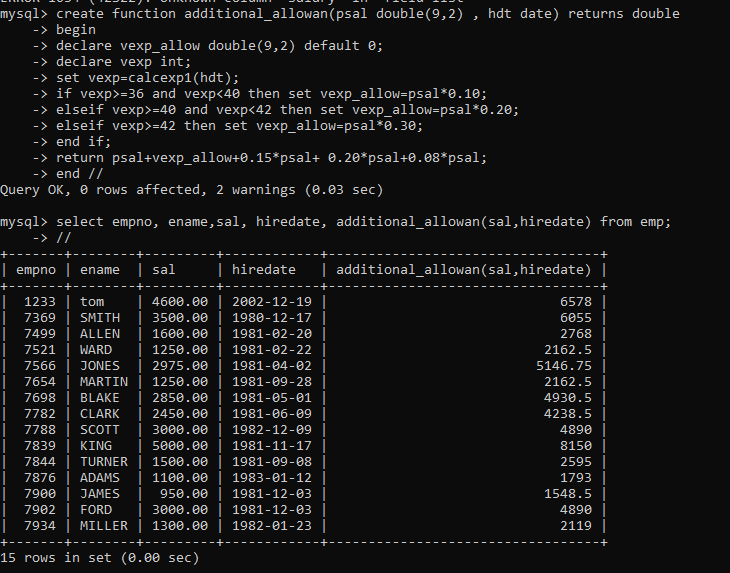 ERROR 1054 (42S22): Unknown column 'salary' in 'field list'
mysql> create function additional_allowan(psal double(9,2) , hdt date) returns double
    -> begin
    -> declare vexp_allow double(9,2) default 0;
    -> declare vexp int;
    -> set vexp=calcexp1(hdt);
    -> if vexp>=36 and vexp<40 then set vexp_allow=psal*0.10;
    -> elseif vexp>=40 and vexp<42 then set vexp_allow=psal*0.20;
    -> elseif vexp>=42 then set vexp_allow=psal*0.30;
    -> end if;
    -> return psal+vexp_allow+0.15*psal+ 0.20*psal+0.08*psal;
    -> end //
Query OK, 0 rows affected, 2 warnings (0.03 sec)
mysql> select empno, ename,sal, hiredate, additional_allowan(sal,hiredate) from emp;
    -> //
+-------+--------+---------+------------+----------------------------------+
| empno | ename  | sal     | hiredate   | additional_allowan(sal,hiredate) |
+-------+--------+---------+------------+----------------------------------+
|  1233 | tom    | 4600.00 | 2002-12-19 |                             6578 |
|  7369 | SMITH  | 3500.00 | 1980-12-17 |                             6055 |
|  7499 | ALLEN  | 1600.00 | 1981-02-20 |                             2768 |
|  7521 | WARD   | 1250.00 | 1981-02-22 |                           2162.5 |
|  7566 | JONES  | 2975.00 | 1981-04-02 |                          5146.75 |
|  7654 | MARTIN | 1250.00 | 1981-09-28 |                           2162.5 |
|  7698 | BLAKE  | 2850.00 | 1981-05-01 |                           4930.5 |
|  7782 | CLARK  | 2450.00 | 1981-06-09 |                           4238.5 |
|  7788 | SCOTT  | 3000.00 | 1982-12-09 |                             4890 |
|  7839 | KING   | 5000.00 | 1981-11-17 |                             8150 |
|  7844 | TURNER | 1500.00 | 1981-09-08 |                             2595 |
|  7876 | ADAMS  | 1100.00 | 1983-01-12 |                             1793 |
|  7900 | JAMES  |  950.00 | 1981-12-03 |                           1548.5 |
|  7902 | FORD   | 3000.00 | 1981-12-03 |                             4890 |
|  7934 | MILLER | 1300.00 | 1982-01-23 |                             2119 |
+-------+--------+---------+------------+----------------------------------+
15 rows in set (0.00 sec)